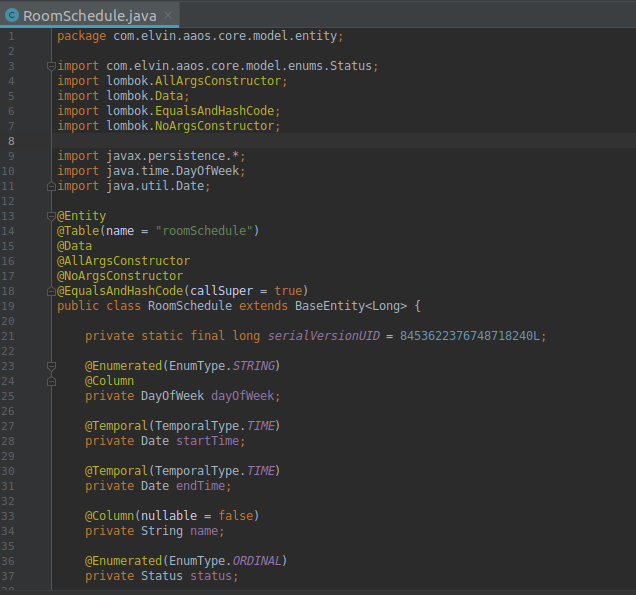 RoomSchedule.java
1 package com.elvin.aaos.core.model.entity;
2
3 import com.elvin.aaos.core.model.enums.Status;
4 import lombok.AllArgsConstructor;
5 import lombok.Data;
6 import lombok.EqualsAndHashCode;
7 import lombok.NoArgsConstructor;
8
9 import javax.persistence.*;
10 import java.time.DayOfWeek;
11 import java.util.Date;
12
13 @Entity
14 @Table(name = "roomSchedule")
15 @Data
16 @AllArgsConstructor
17 @NoArgsConstructor
18 @EqualsAndHashCode(callSuper = true)
19 public class RoomSchedule extends BaseEntity<Long> {
20
21 private static final long serialVersionUID = 8453622376748718240L;
22
23 @Enumerated(EnumType.STRING)
24 @Column
25 private DayOfWeek dayOfWeek;
26
27 @Temporal(TemporalType.TIME)
28 private Date startTime;
29
30 @Temporal(TemporalType.TIME)
31 private Date endTime;
32
33 @Column(nullable = false)
34 private String name;
35
36 @Enumerated(EnumType.ORDINAL)
37 private Status status;